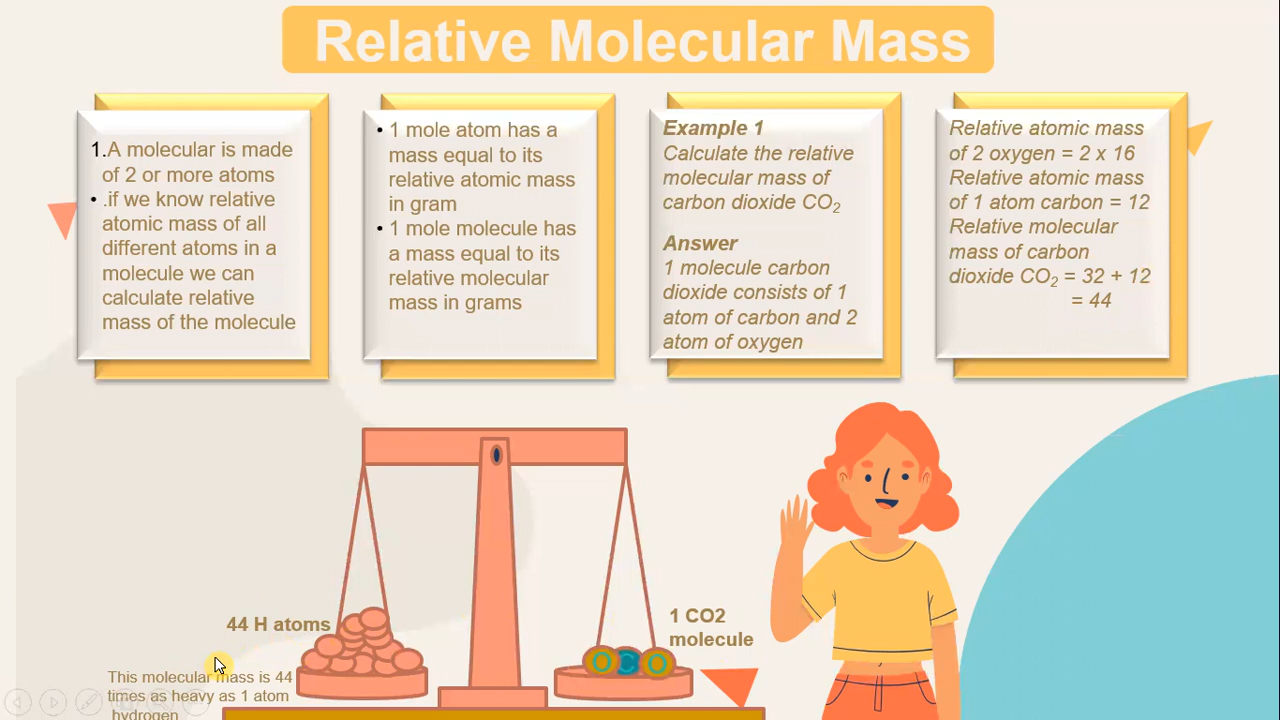 Relative Molecular Mass
1.A molecular is made
of 2 or more atoms
• .if we know relative
atomic mass of all
different atoms in a
molecule we can
calculate relative
mass of the molecule
• 1 mole atom has a
mass equal to its
relative atomic mass
in gram
• 1 mole molecule has
a mass equal to its
relative molecular
mass in grams
Example 1
Calculate the relative
molecular mass of
carbon dioxide CO₂
Answer
1 molecule carbon
dioxide consists of 1
atom of carbon and 2
atom of oxygen
Relative atomic mass
of 2 oxygen = 2 x 16
Relative atomic mass
of 1 atom carbon = 12
Relative molecular
mass of carbon
dioxide CO₂ = 32 + 12
= 44
44 H atoms
1 CO2
molecule
O C O
This molecular mass is 44
times as heavy as 1 atom
hydrogen